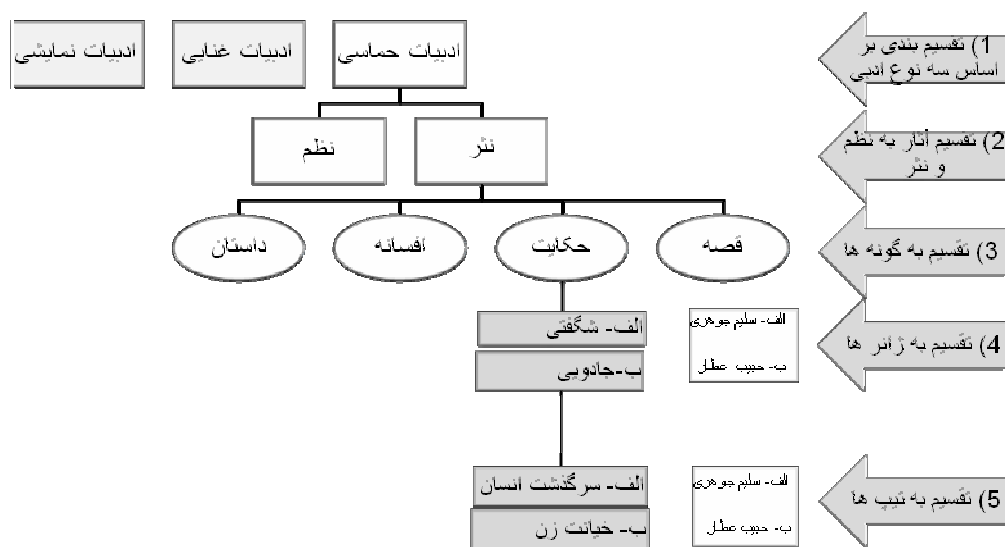 1) تقسیم بندی بر
اساس سه نوع ادبی
ادبیات حماسی
ادبیات غنایی
ادبیات نمایشی
2) تقسیم آثار به نظم
و نثر
نثر
نظم
3) تقسیم به گونه ها
قصه
حکایت
افسانه
داستان
4) تقسیم به ژانر ها
الف- سلیم جوهری
ب- حبیب عطار
الف- شگفتی
ب-جادویی
5) تقسیم به تیپ ها
الف- سلیم جوهری
ب- حبیب عطار
الف- سرگذشت انسان
ب- خیانت زن